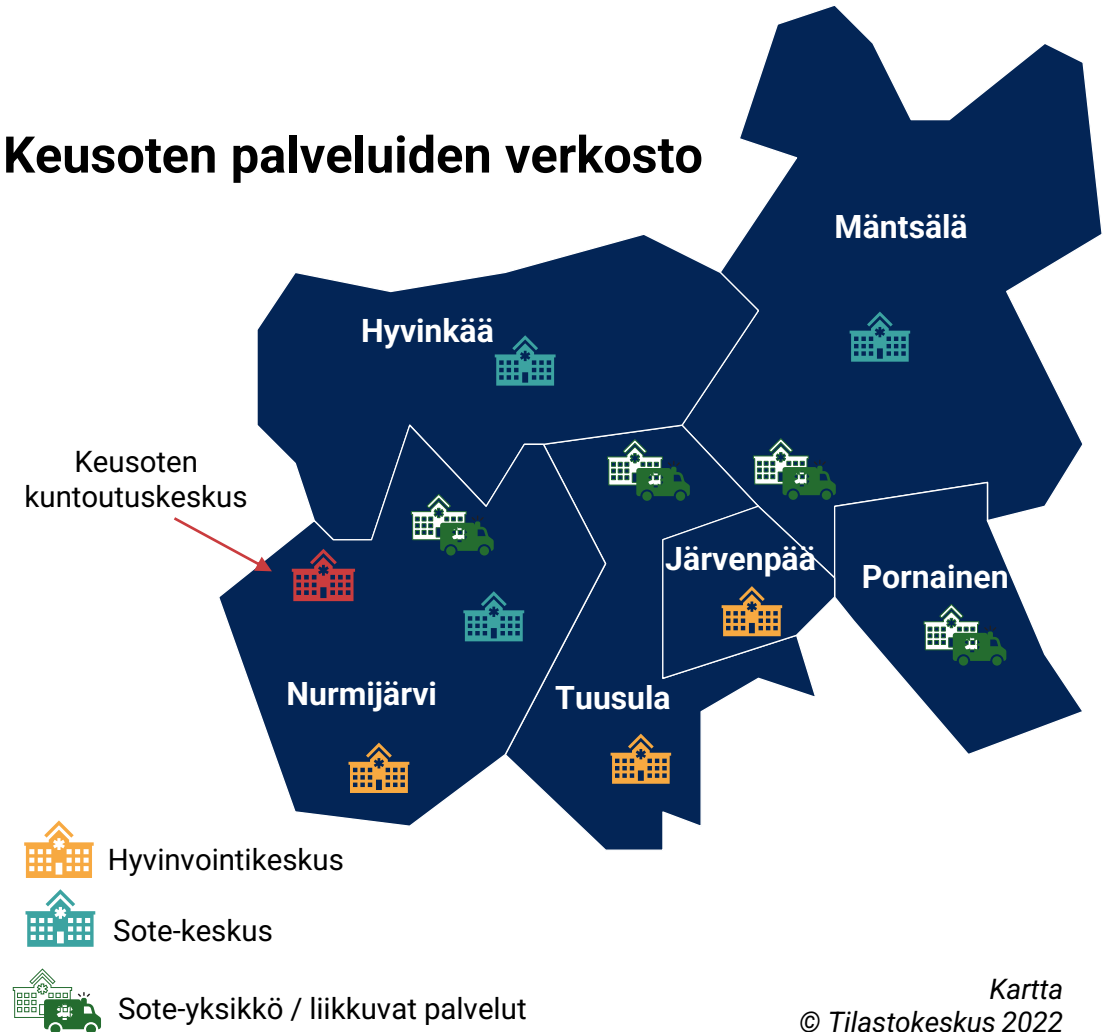 Keusoten palveluiden verkosto
Mäntsälä
Hyvinkää
Keusoten
kuntoutuskeskus
Järvenpää
Pornainen
Nurmijärvi
Tuusula
Hyvinvointikeskus
Sote-keskus
Sote-yksikkö / liikkuvat palvelut
Kartta
© Tilastokeskus 2022